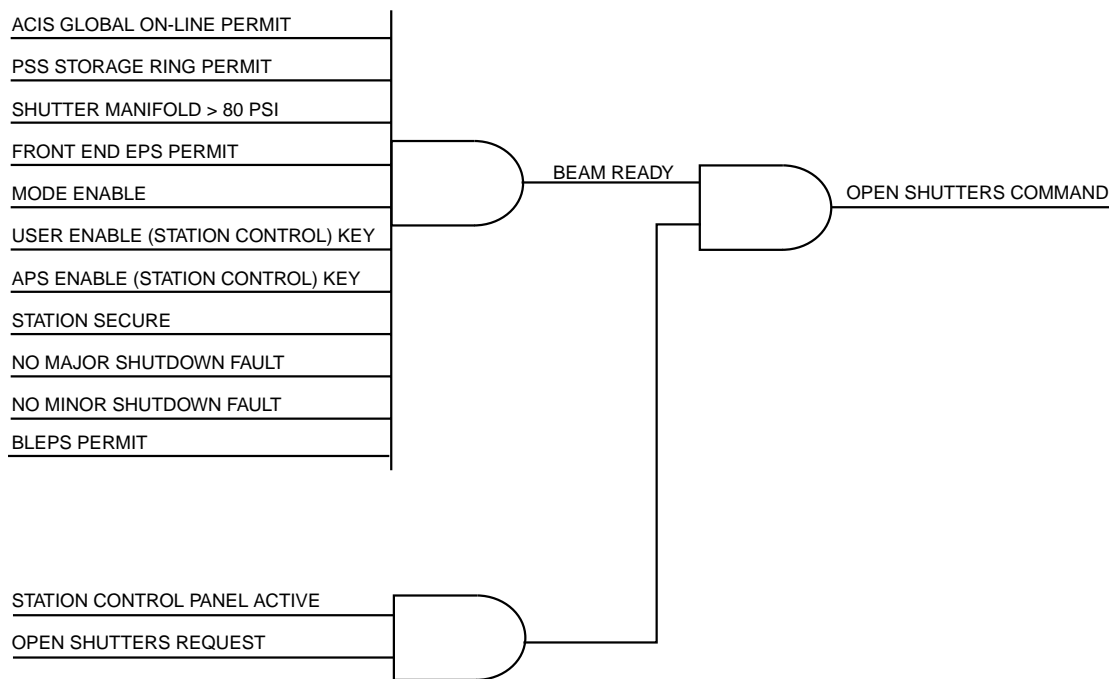 ACIS GLOBAL ON-LINE PERMIT
PSS STORAGE RING PERMIT
SHUTTER MANIFOLD > 80 PSI
FRONT END EPS PERMIT
MODE ENABLE
USER ENABLE (STATION CONTROL) KEY
APS ENABLE (STATION CONTROL) KEY
STATION SECURE
NO MAJOR SHUTDOWN FAULT
NO MINOR SHUTDOWN FAULT
BLEPS PERMIT
BEAM READY
OPEN SHUTTERS COMMAND
STATION CONTROL PANEL ACTIVE
OPEN SHUTTERS REQUEST